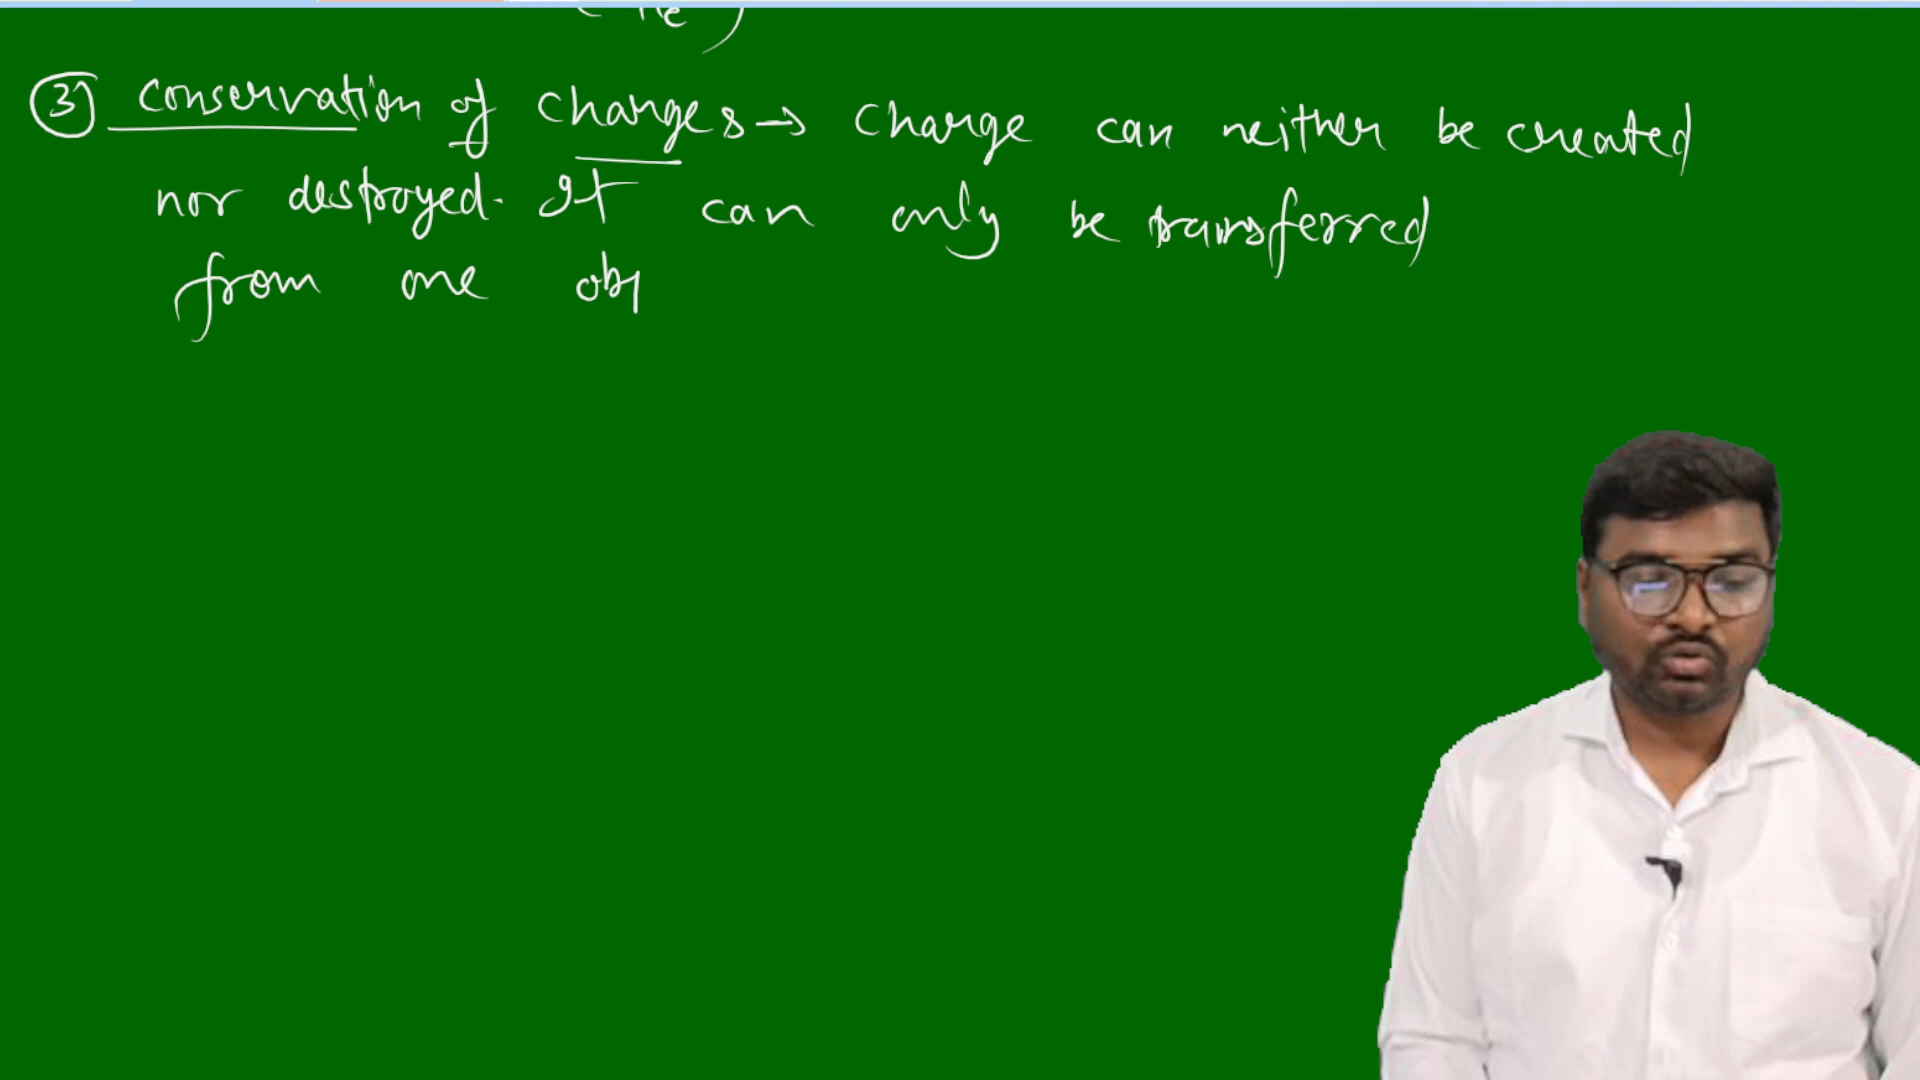 ③ conservation of charges → charge can neither be created
nor destroyed. It can only be transferred
from one obj